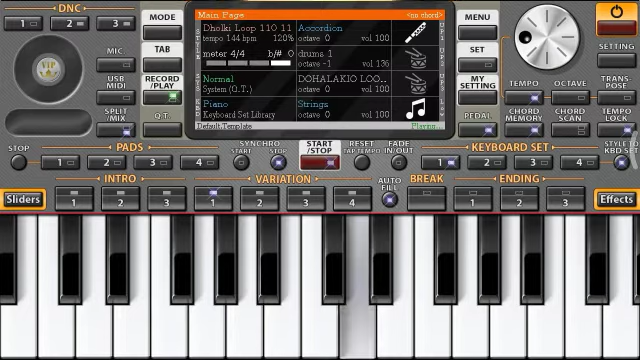 DNC
1 2 3
MIC
USB MIDI
SPLIT /MIX
VIP
MODE
TAB
RECORD /PLAY
Q.T.
Main Page <no chord>
Dholki Loop 11O 11
tempo 144 bpm 120%
meter 4/4 b/# 0
Normal
System (Q.T.)
Piano
Keyboard Set Library
Accordion
octave 0 vol 100
drums 1
octave -1 vol 136
DOHALAKIO LOO..
octave 0 vol 100
Strings
octave 0 vol 100
UP1
UP2
UP3
Low
Default Template Playing...
MENU
SET
MY SETTING
PEDAL
SETTING
TEMPO
OCTAVE
TRANS- POSE
CHORD MEMORY
CHORD SCAN
TEMPO LOCK
STOP
PADS
1 2 3 4
SYNCHRO
START STOP
START /STOP
RESET
TAP TEMPO
FADE IN/OUT
KEYBOARD SET
1 2 3 4
STYLE TO KBD SET
Sliders
INTRO
1 2
VARIATION
1 2 3 4
AUTO FILL
BREAK
ENDING
1 2 3
Effects